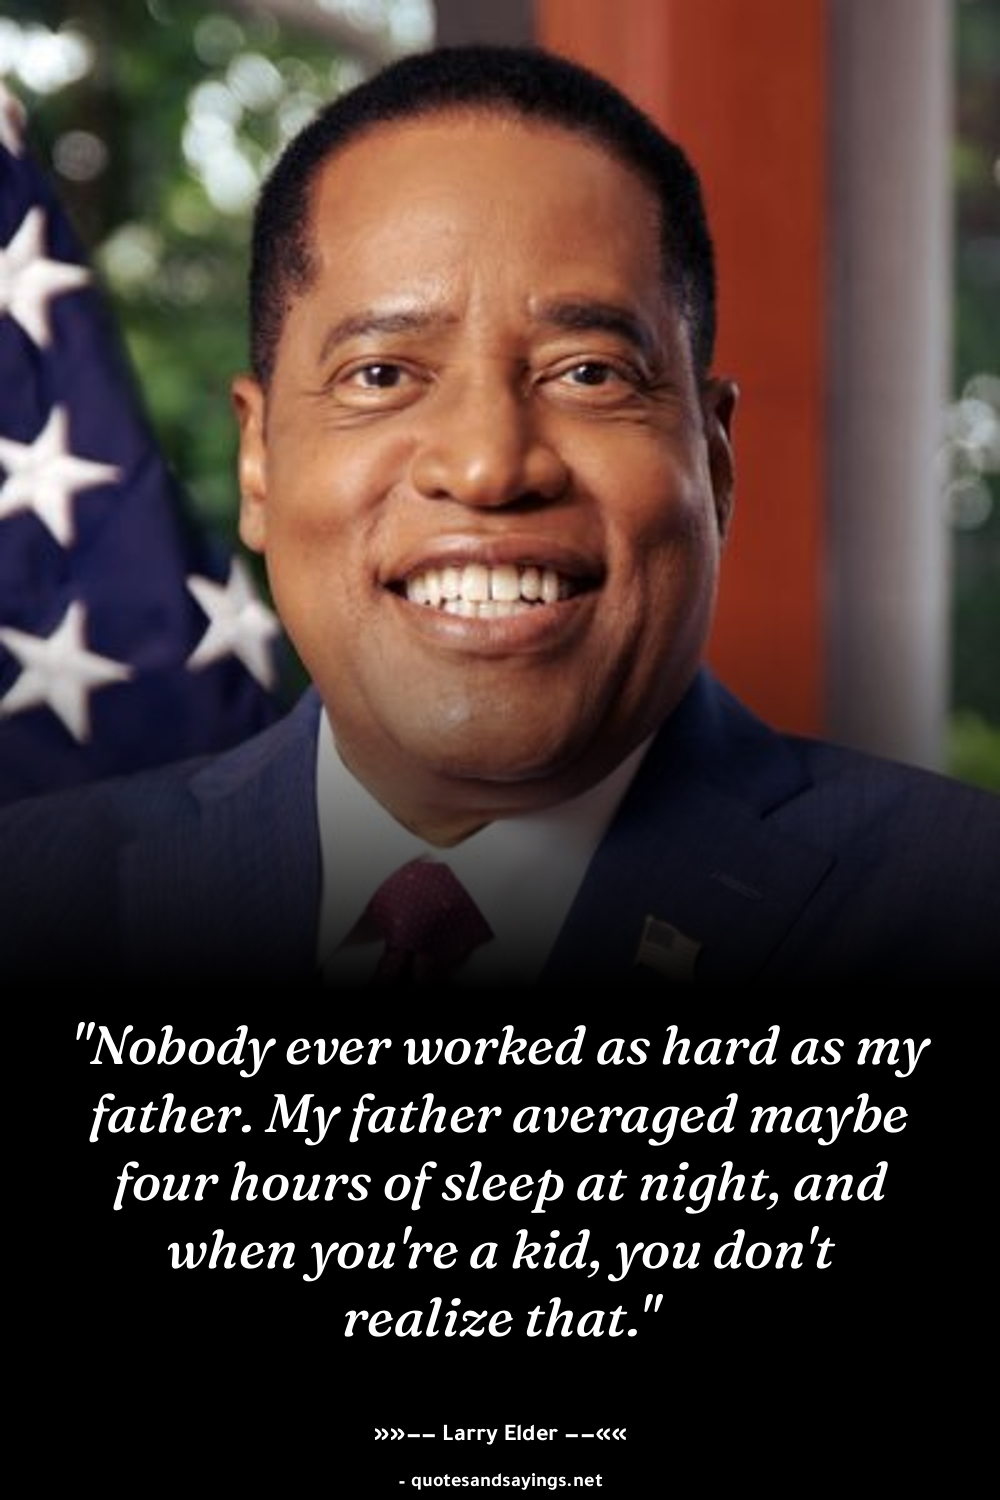 "Nobody ever worked as hard as my
father. My father averaged maybe
four hours of sleep at night, and
when you're a kid, you don't
realize that."
»»–– Larry Elder ––««
- quotesandsayings.net